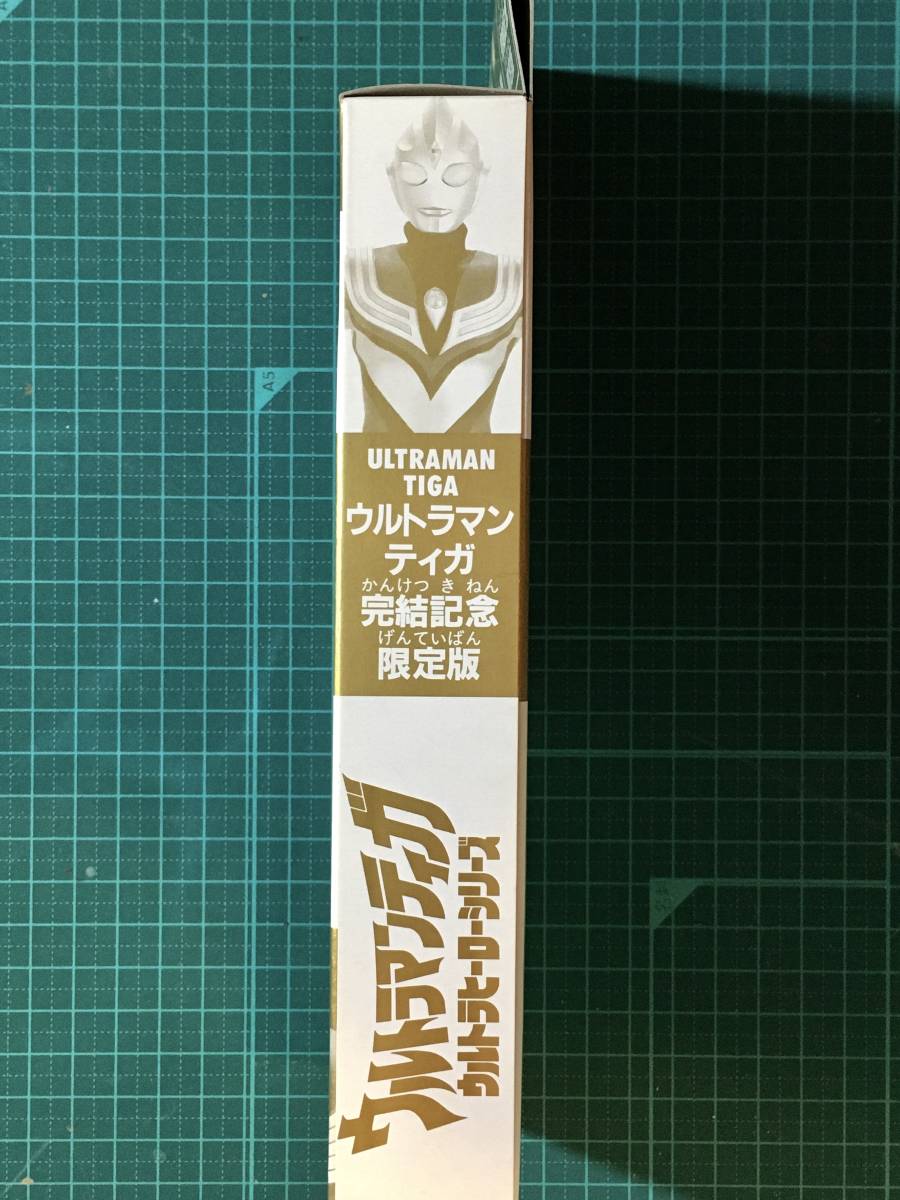 ULTRAMAN
TIGA
ウルトラマン
ティガ
かんけつ き ねん
完結記念
げんていばん
限定版
ウルトラマンティガ
ウルトラヒーローシリーズ
A5